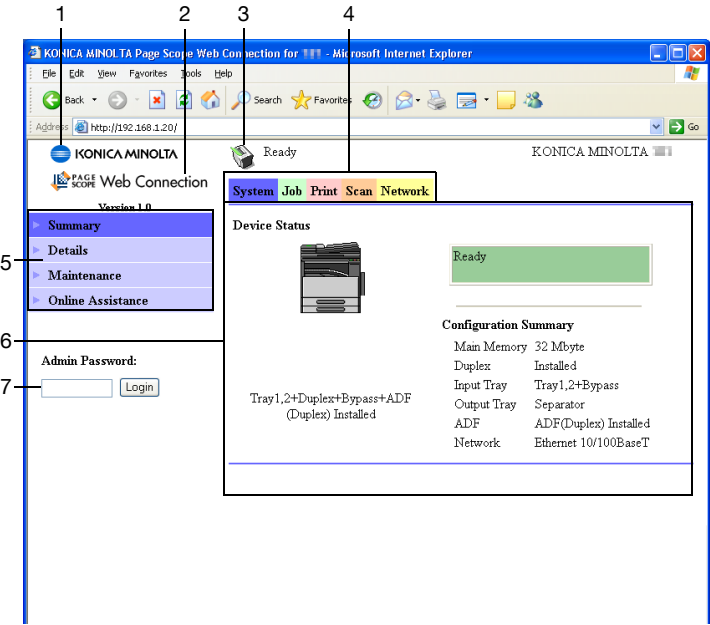 1 2 3 4
KONICA MINOLTA Page Scope Web Connection for - Microsoft Internet Explorer
File Edit View Favorites Tools Help
Back Search Favorites
Address http://192.168.1.20/ Go
KONICA MINOLTA Ready KONICA MINOLTA
PAGE SCOPE Web Connection
Version 1.0
System Job Print Scan Network
Summary
Details
Maintenance
Online Assistance
5
6
Admin Password:
7 Login
Device Status
Ready
Tray1,2+Duplex+Bypass+ADF
(Duplex) Installed
Configuration Summary
Main Memory 32 Mbyte
Duplex Installed
Input Tray Tray1,2+Bypass
Output Tray Separator
ADF ADF(Duplex) Installed
Network Ethernet 10/100BaseT